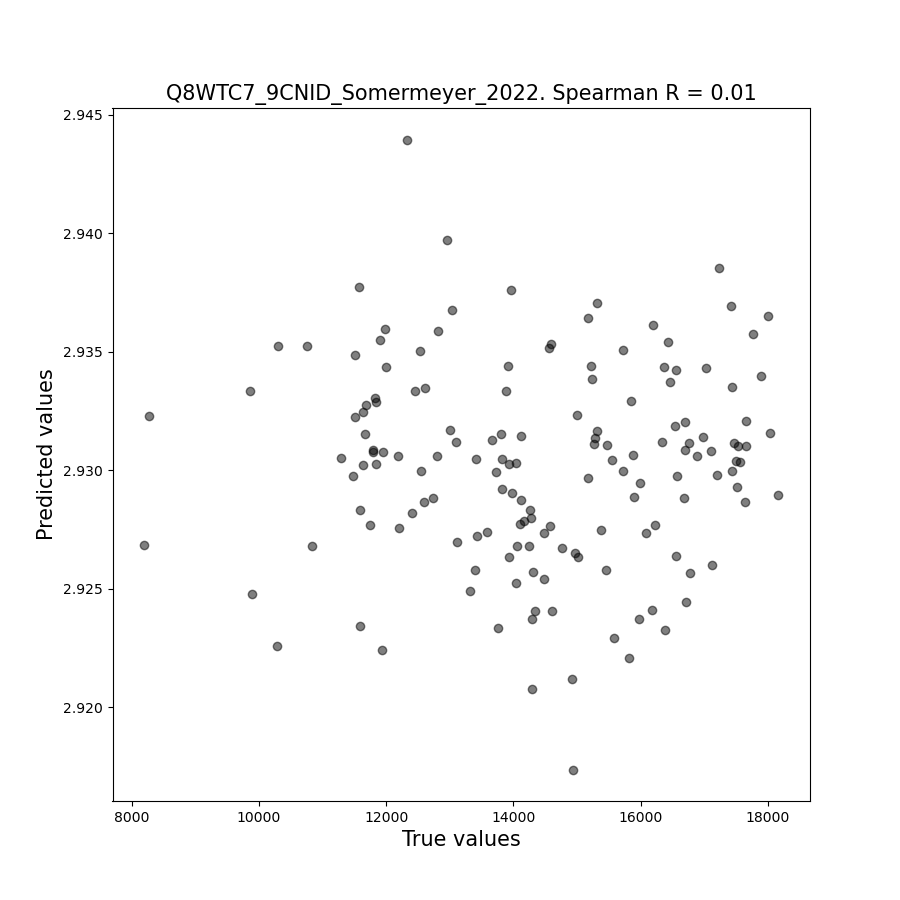 Q8WTC7_9CNID_Somermeyer_2022. Spearman R = 0.01
2.945
2.940
2.935
2.930
2.925
2.920
Predicted values
8000 10000 12000 14000 16000 18000
True values